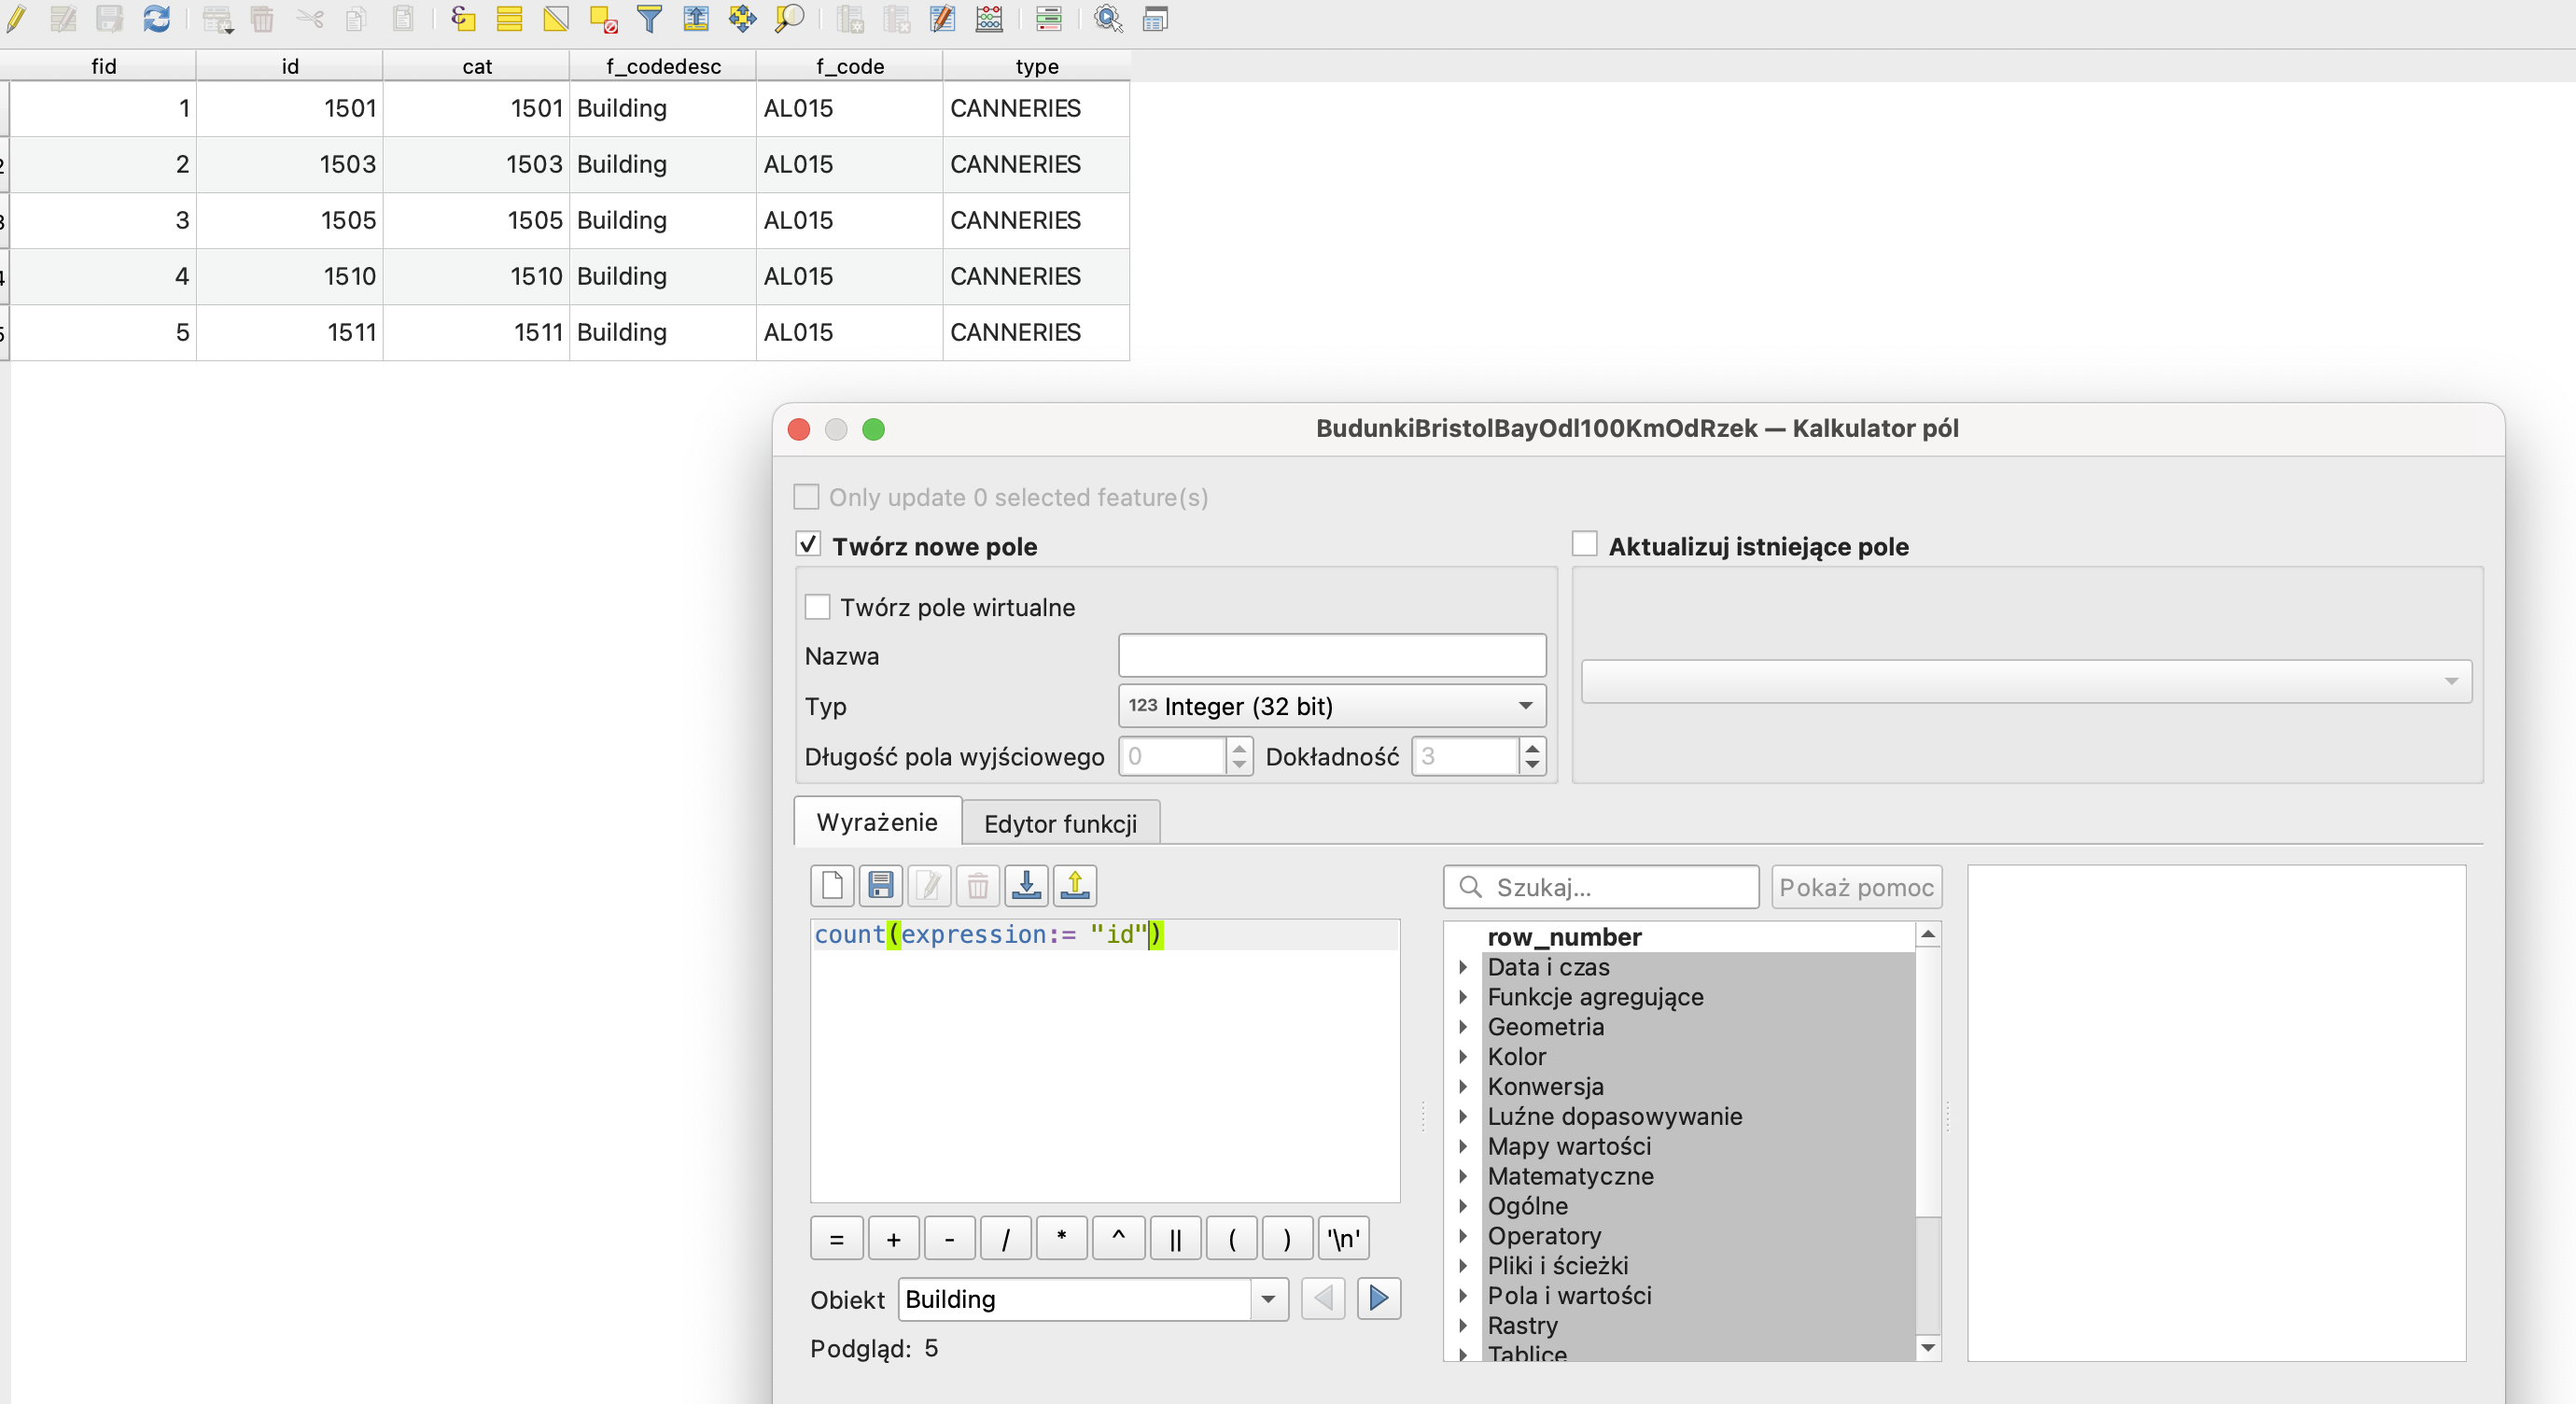 fid id cat f_codedesc f_code type
1 1501 1501 Building AL015 CANNERIES
2 2 1503 1503 Building AL015 CANNERIES
3 3 1505 1505 Building AL015 CANNERIES
4 4 1510 1510 Building AL015 CANNERIES
5 5 1511 1511 Building AL015 CANNERIES
BudunkiBristolBayOdl100KmOdRzek — Kalkulator pól
Only update 0 selected feature(s)
Twórz nowe pole Aktualizuj istniejące pole
Twórz pole wirtualne
Nazwa
Typ 123 Integer (32 bit)
Długość pola wyjściowego 0 Dokładność 3
Wyrażenie Edytor funkcji
Szukaj... Pokaż pomoc
count(expression:= "id")
row_number
Data i czas
Funkcje agregujące
Geometria
Kolor
Konwersja
Luźne dopasowywanie
Mapy wartości
Matematyczne
Ogólne
Operatory
Pliki i ścieżki
Pola i wartości
Rastry
Tablice
= + - / * ^ || ( ) '\n'
Obiekt Building
Podgląd: 5